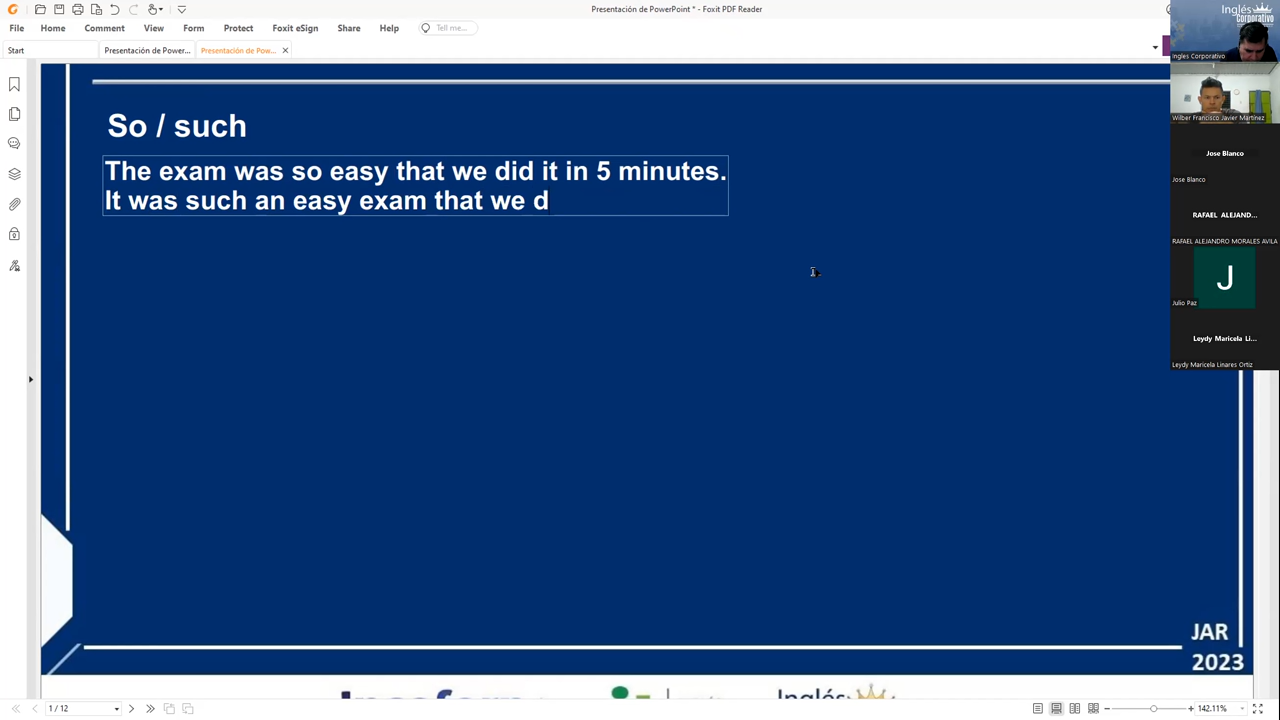 Presentación de PowerPoint * - Foxit PDF Reader
File Home Comment View Form Protect Foxit eSign Share Help Tell me...
Start Presentación de Power... Presentación de Pow...
So / such
The exam was so easy that we did it in 5 minutes.
It was such an easy exam that we d
JAR
2023
Inglés
Corporativo
Ingles Corporativo
Wilber Francisco Javier Martínez
Jose Blanco
Jose Blanco
RAFAEL ALEJAND...
RAFAEL ALEJANDRO MORALES AVILA
J
Julio Paz
Leydy Maricela Li...
Leydy Maricela Linares Ortiz
Inglés
1 / 12
142.11%